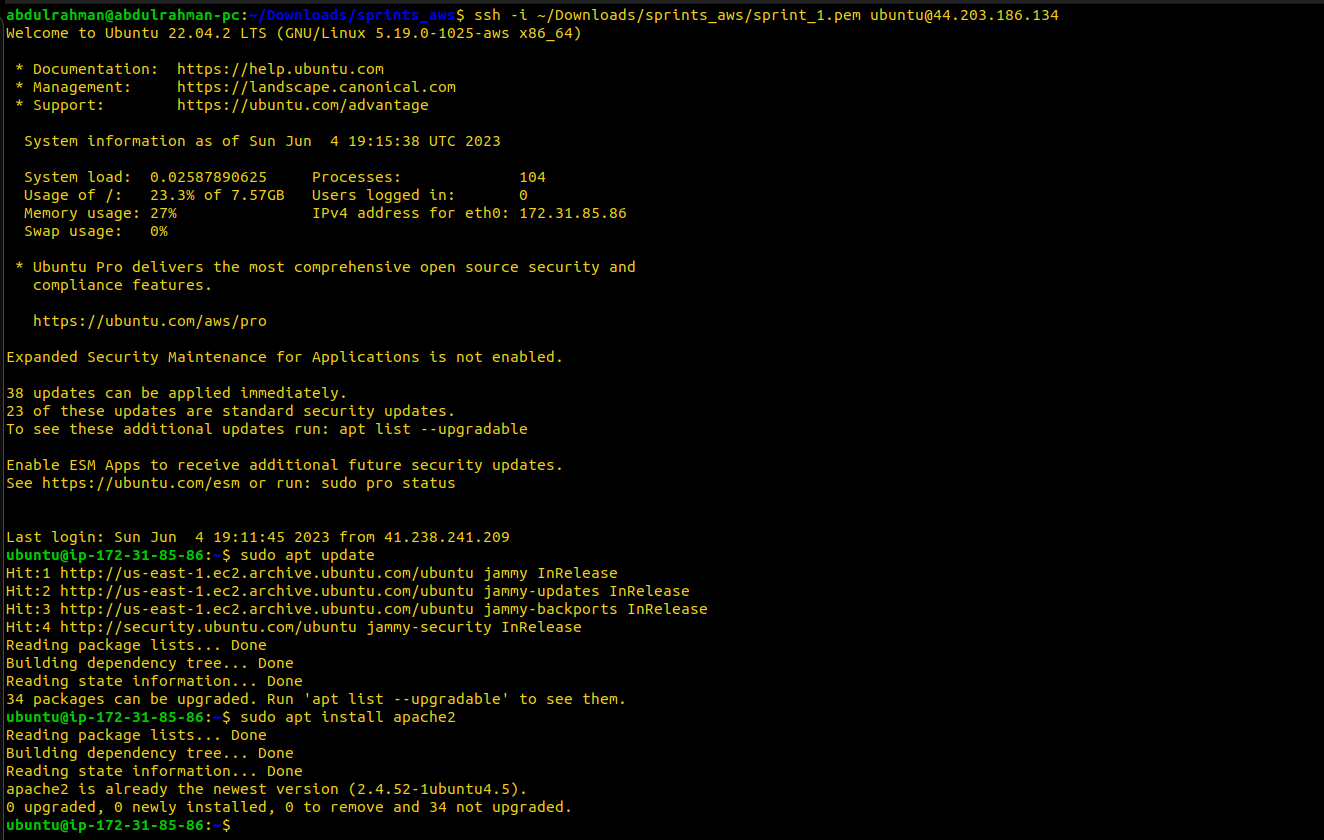 abdulrahman@abdulrahman-pc:~/Downloads/sprints_aws$ ssh -i ~/Downloads/sprints_aws/sprint_1.pem ubuntu@44.203.186.134
Welcome to Ubuntu 22.04.2 LTS (GNU/Linux 5.19.0-1025-aws x86_64)

 * Documentation:  https://help.ubuntu.com
 * Management:     https://landscape.canonical.com
 * Support:        https://ubuntu.com/advantage

  System information as of Sun Jun  4 19:15:38 UTC 2023

  System load:  0.02587890625     Processes:             104
  Usage of /:   23.3% of 7.57GB   Users logged in:       0
  Memory usage: 27%               IPv4 address for eth0: 172.31.85.86
  Swap usage:   0%

 * Ubuntu Pro delivers the most comprehensive open source security and
   compliance features.

   https://ubuntu.com/aws/pro

Expanded Security Maintenance for Applications is not enabled.

38 updates can be applied immediately.
23 of these updates are standard security updates.
To see these additional updates run: apt list --upgradable

Enable ESM Apps to receive additional future security updates.
See https://ubuntu.com/esm or run: sudo pro status


Last login: Sun Jun  4 19:11:45 2023 from 41.238.241.209
ubuntu@ip-172-31-85-86:~$ sudo apt update
Hit:1 http://us-east-1.ec2.archive.ubuntu.com/ubuntu jammy InRelease
Hit:2 http://us-east-1.ec2.archive.ubuntu.com/ubuntu jammy-updates InRelease
Hit:3 http://us-east-1.ec2.archive.ubuntu.com/ubuntu jammy-backports InRelease
Hit:4 http://security.ubuntu.com/ubuntu jammy-security InRelease
Reading package lists... Done
Building dependency tree... Done
Reading state information... Done
34 packages can be upgraded. Run 'apt list --upgradable' to see them.
ubuntu@ip-172-31-85-86:~$ sudo apt install apache2
Reading package lists... Done
Building dependency tree... Done
Reading state information... Done
apache2 is already the newest version (2.4.52-1ubuntu4.5).
0 upgraded, 0 newly installed, 0 to remove and 34 not upgraded.
ubuntu@ip-172-31-85-86:~$